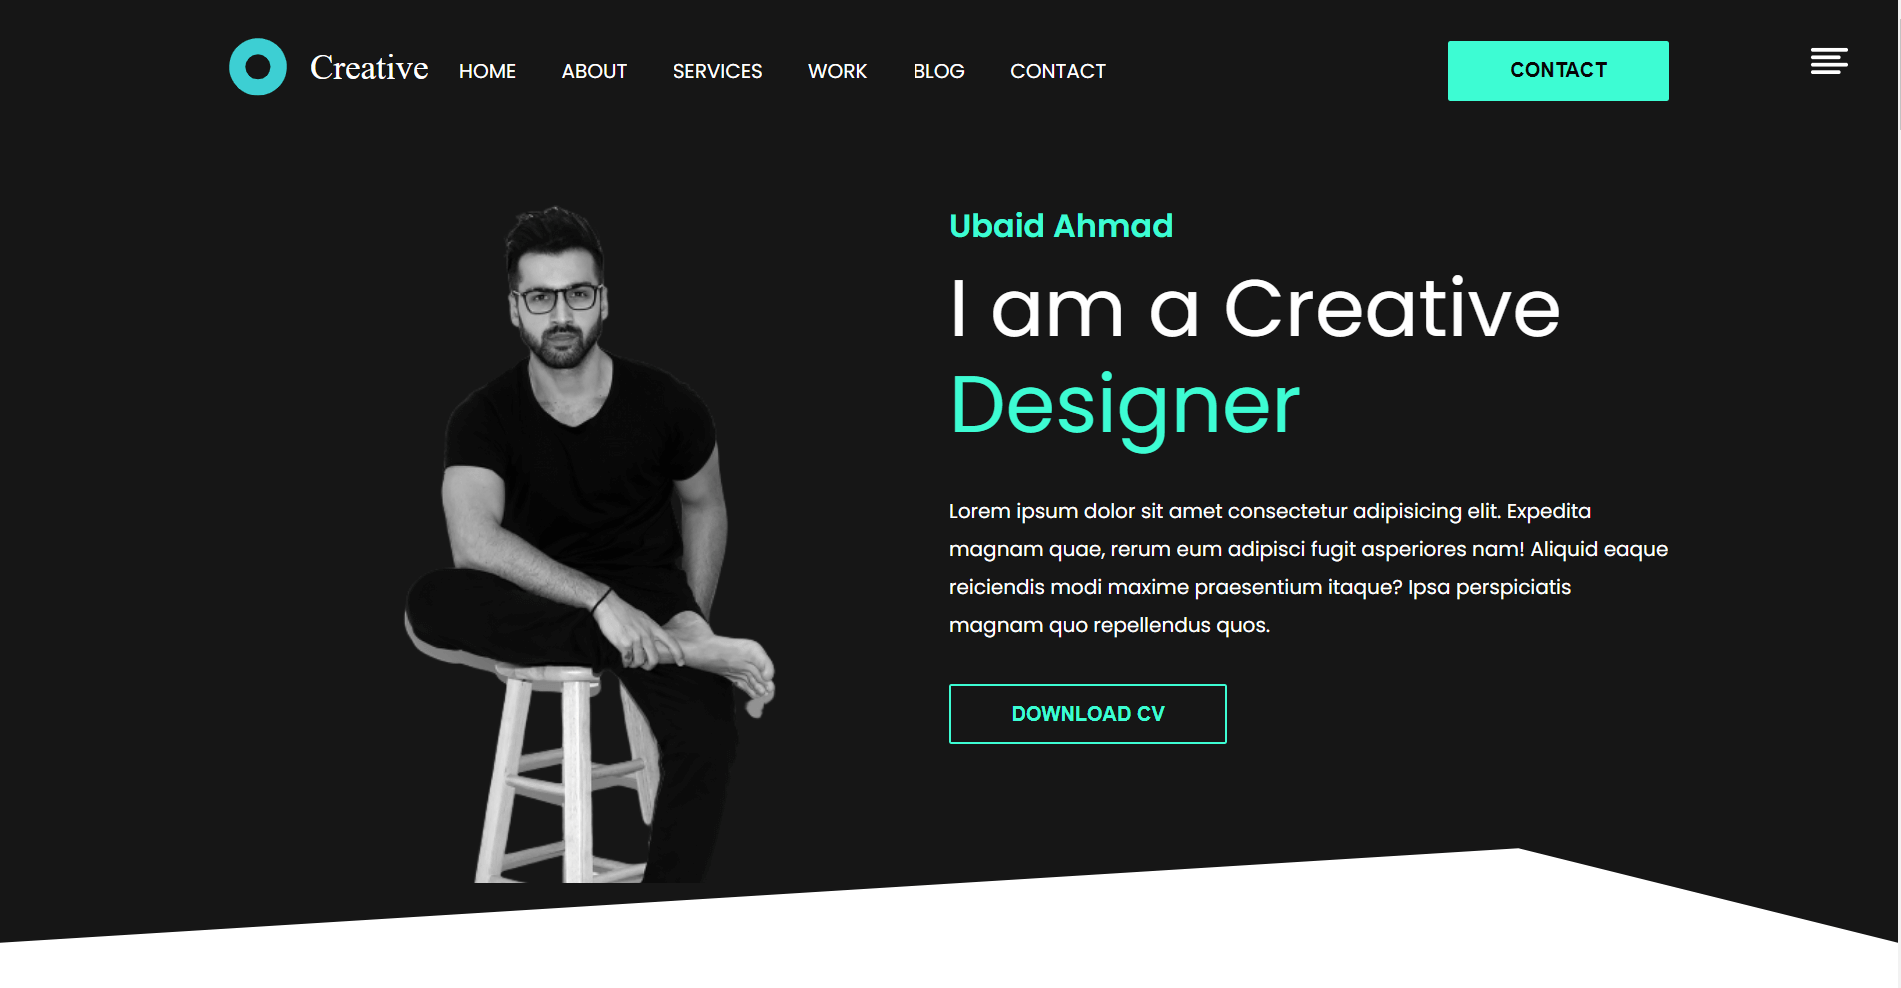 Creative HOME ABOUT SERVICES WORK BLOG CONTACT CONTACT
Ubaid Ahmad
I am a Creative
Designer
Lorem ipsum dolor sit amet consectetur adipisicing elit. Expedita
magnam quae, rerum eum adipisci fugit asperiores nam! Aliquid eaque
reiciendis modi maxime praesentium itaque? Ipsa perspiciatis
magnam quo repellendus quos.
DOWNLOAD CV